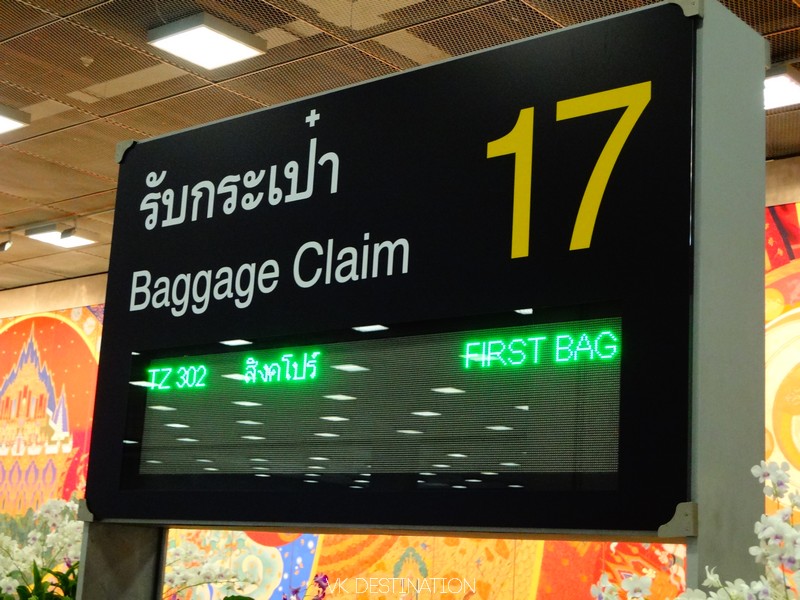 รับกระเป๋า
17
Baggage Claim
TZ 302 สิงคโปร์ FIRST BAG
VK DESTINATION